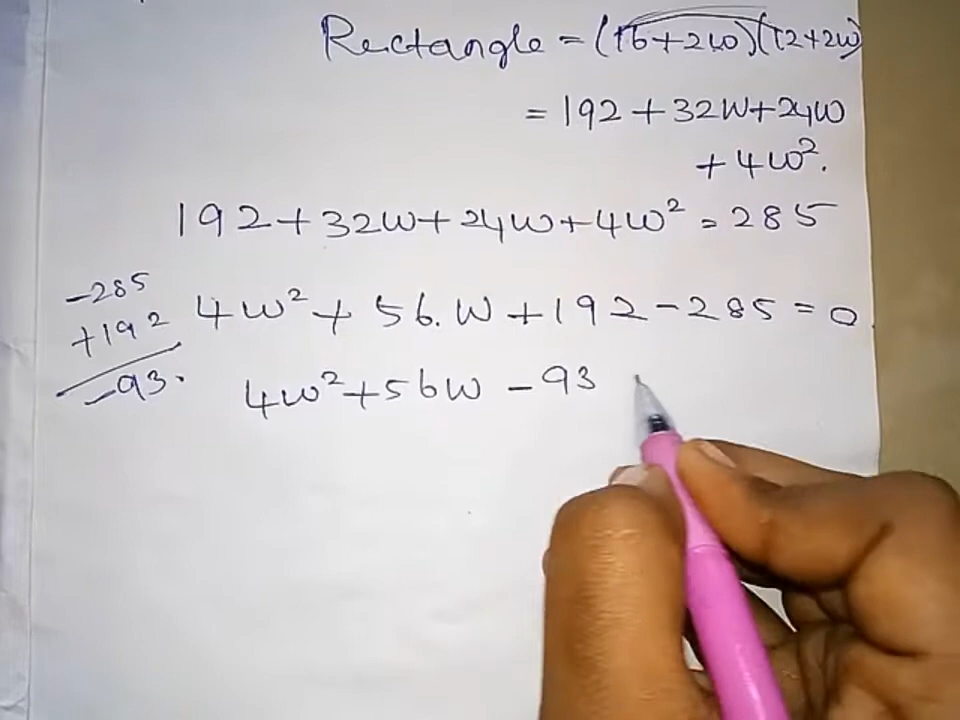 Rectangle = (16+2w)(12+2w)
= 192 + 32w + 24w
+ 4w².
192 + 32w + 24w + 4w² = 285
-285
+192
-93.
4w² + 56.w + 192 - 285 = 0
4w² + 56w - 93